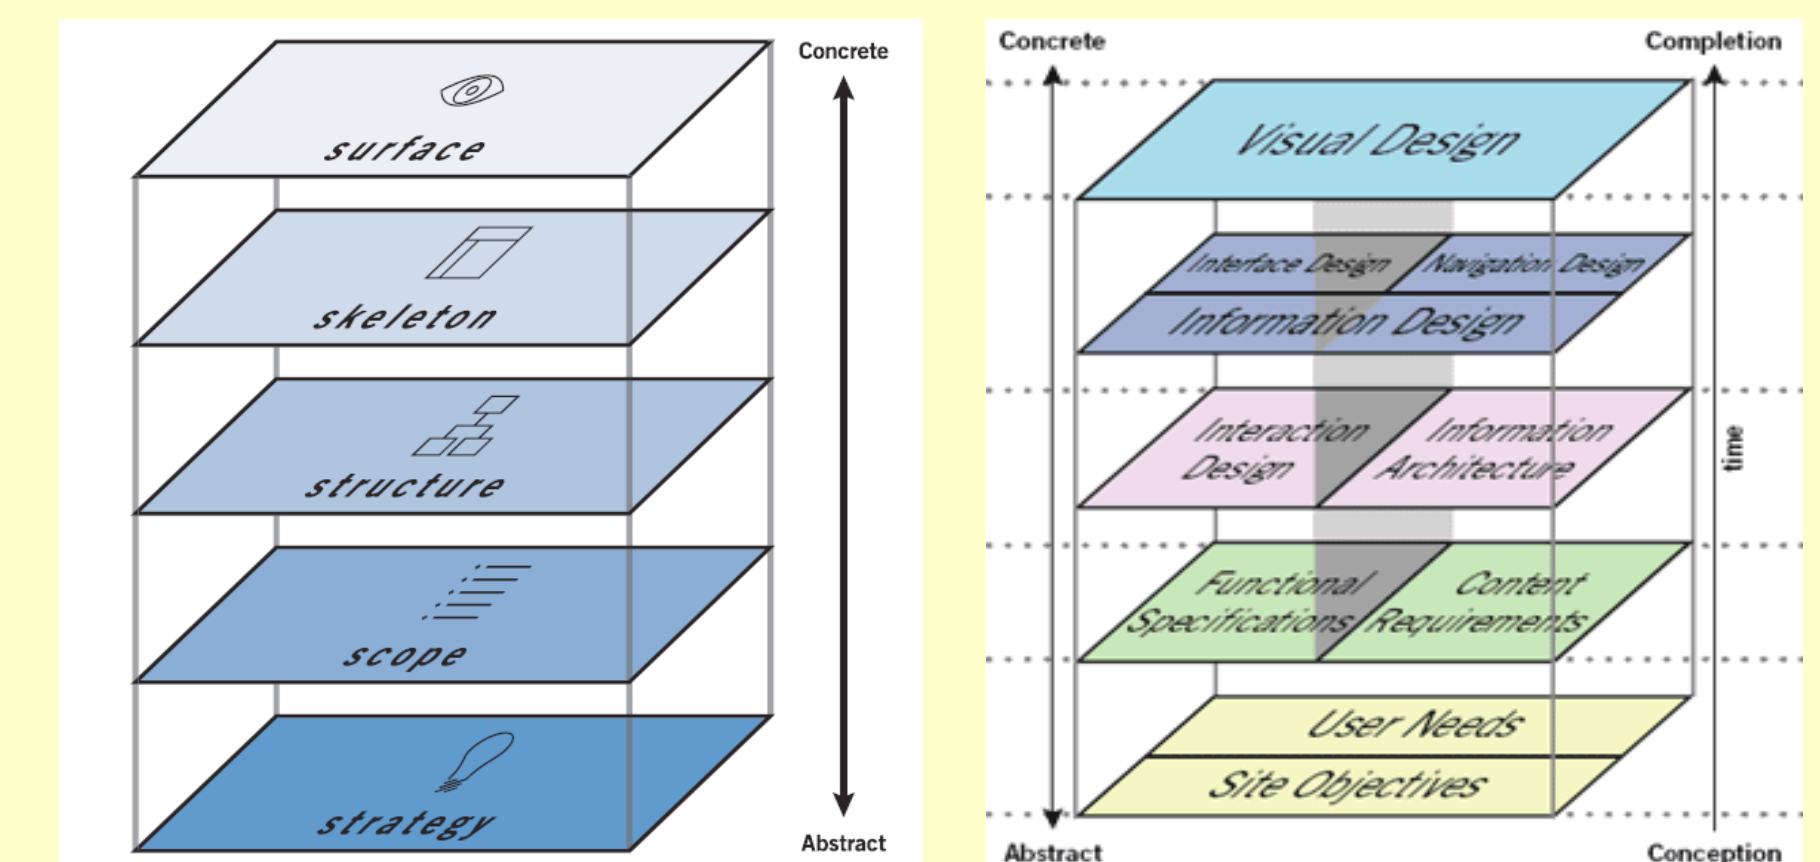 Concrete
surface
skeleton
structure
scope
strategy
Abstract
Concrete
Completion
Visual Design
Interface Design
Navigation Design
Information Design
Interaction
Design
Information
Architecture
time
Functional
Specifications
Content
Requirements
User Needs
Site Objectives
Abstract
Conception